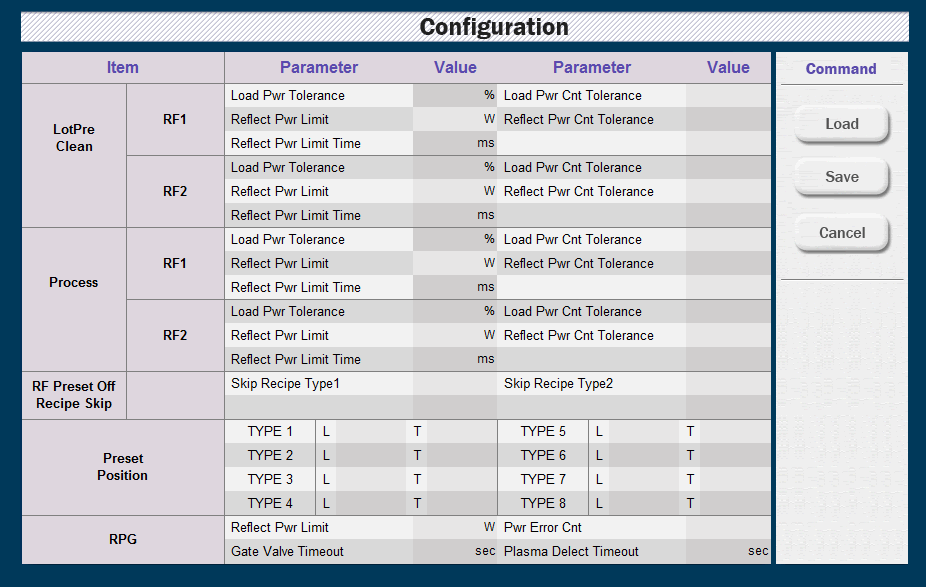 Configuration
Item Parameter Value Parameter Value Command
Load Pwr Tolerance % Load Pwr Cnt Tolerance
LotPre
Clean
RF1
Reflect Pwr Limit W Reflect Pwr Cnt Tolerance
Reflect Pwr Limit Time ms
Load Pwr Tolerance % Load Pwr Cnt Tolerance
RF2
Reflect Pwr Limit W Reflect Pwr Cnt Tolerance
Reflect Pwr Limit Time ms
Load Pwr Tolerance % Load Pwr Cnt Tolerance
Process
RF1
Reflect Pwr Limit W Reflect Pwr Cnt Tolerance
Reflect Pwr Limit Time ms
Load Pwr Tolerance % Load Pwr Cnt Tolerance
RF2
Reflect Pwr Limit W Reflect Pwr Cnt Tolerance
Reflect Pwr Limit Time ms
RF Preset Off
Recipe Skip
Skip Recipe Type1 Skip Recipe Type2
Preset
Position
TYPE 1 L T TYPE 5 L T
TYPE 2 L T TYPE 6 L T
TYPE 3 L T TYPE 7 L T
TYPE 4 L T TYPE 8 L T
RPG
Reflect Pwr Limit W Pwr Error Cnt
Gate Valve Timeout sec Plasma Delect Timeout sec
Load
Save
Cancel